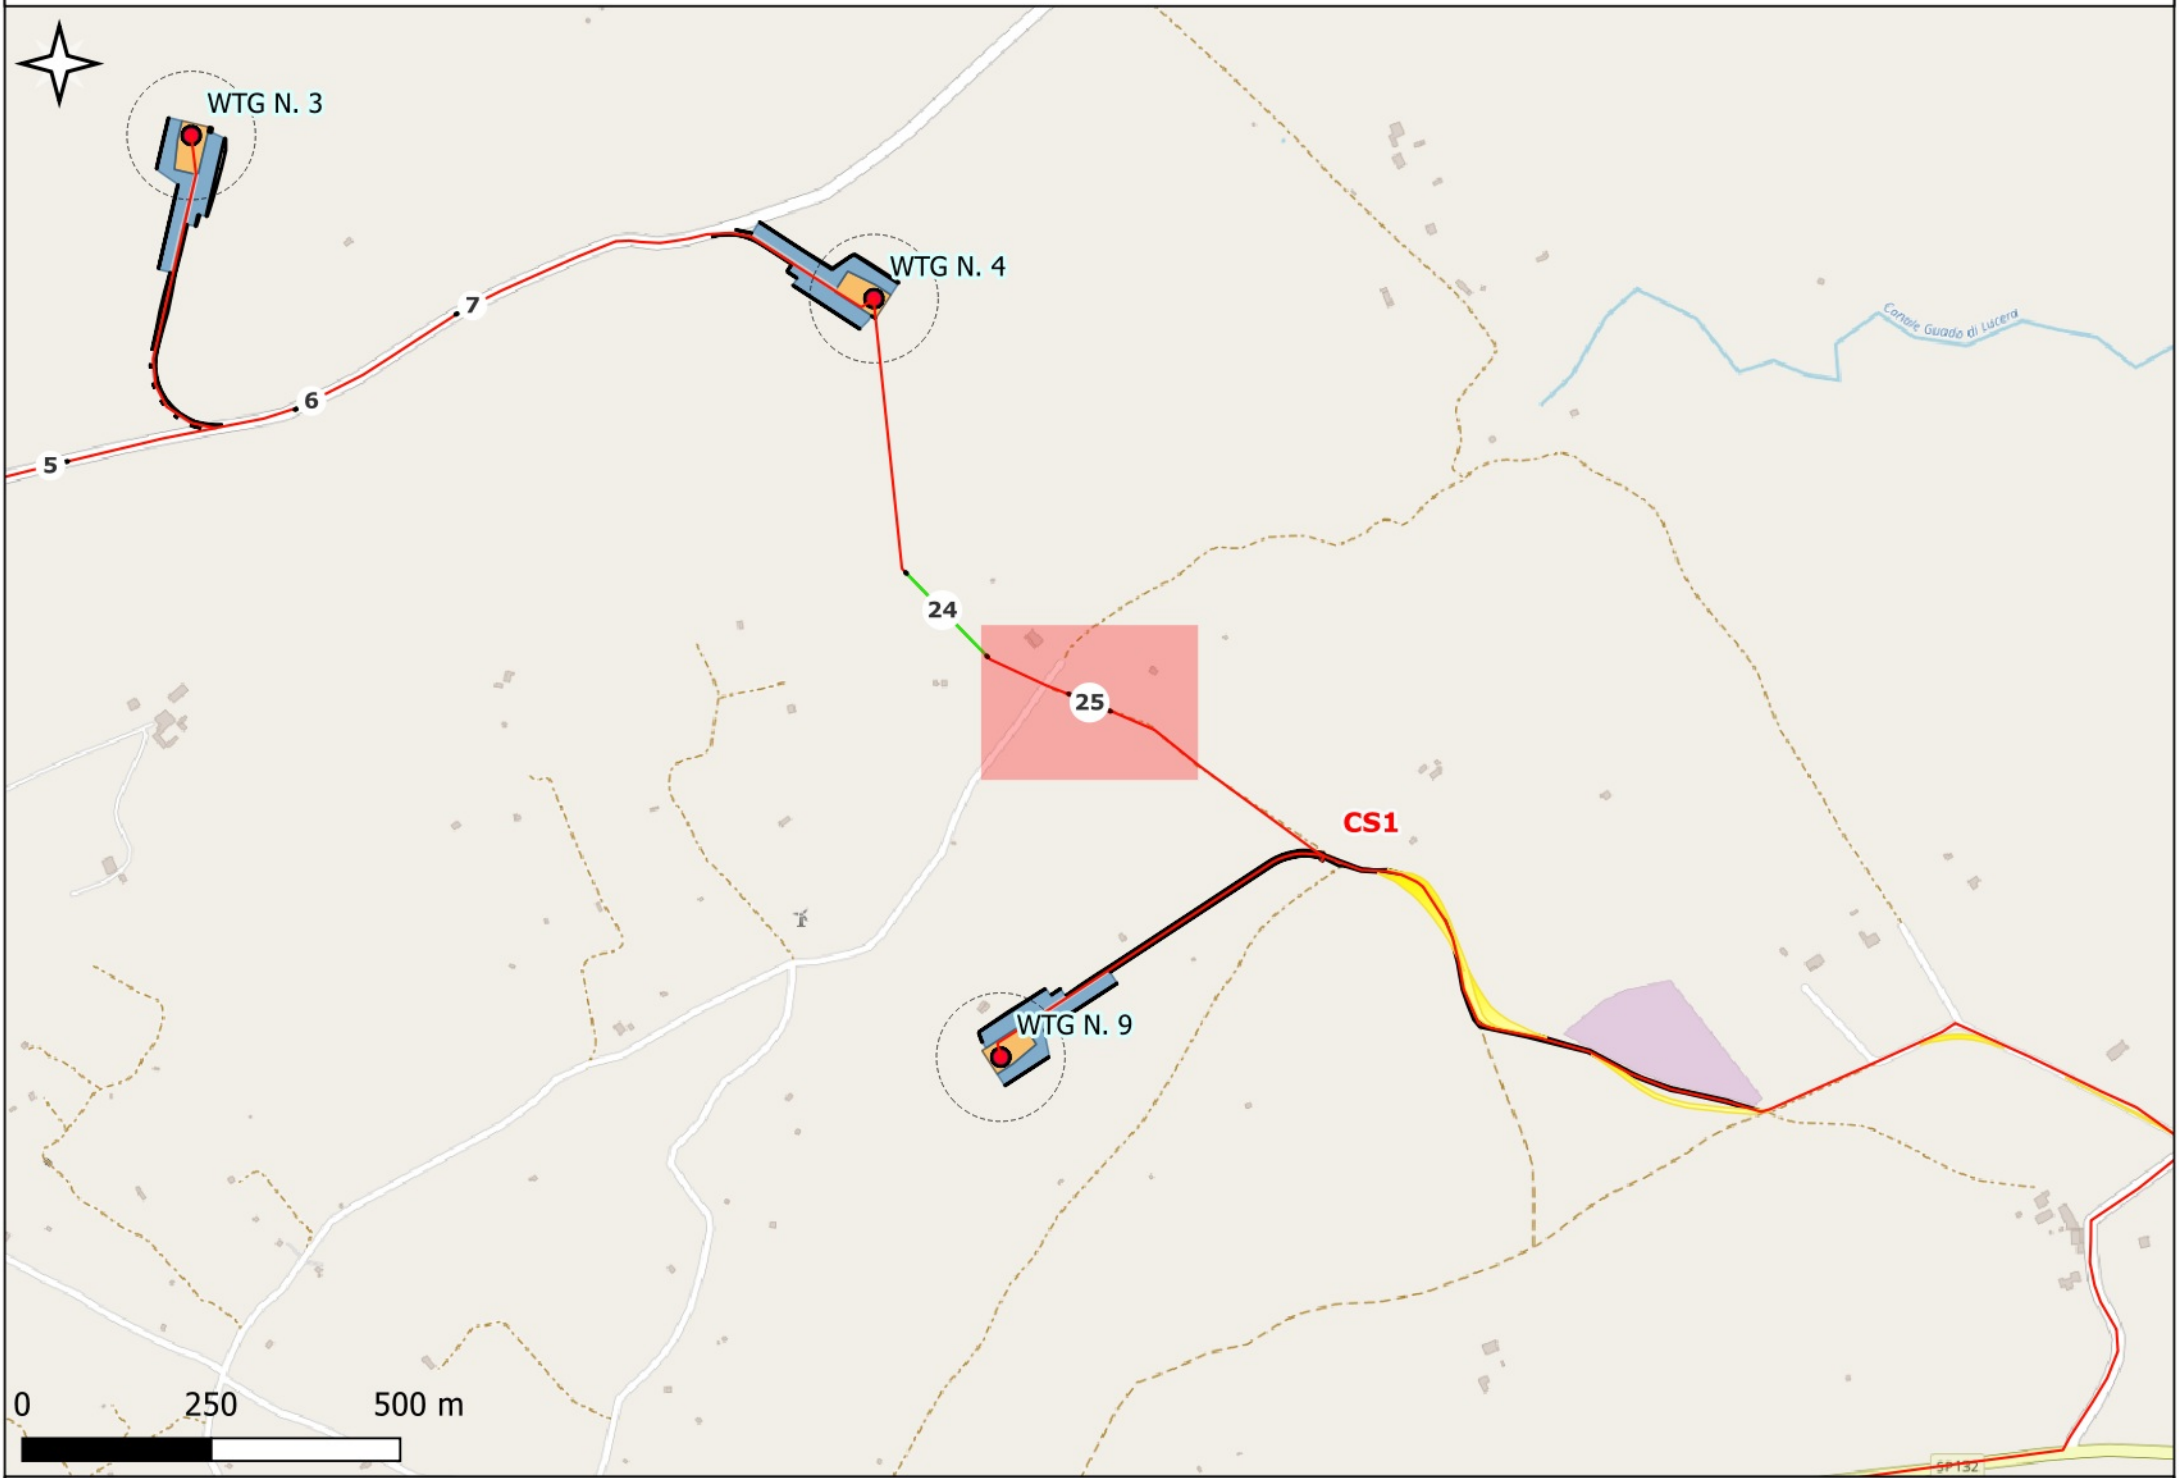 WTG N. 3
WTG N. 4
Canale Guado di Lucera
7
6
5
24
25
CS1
WTG N. 9
0 250 500 m
SP132